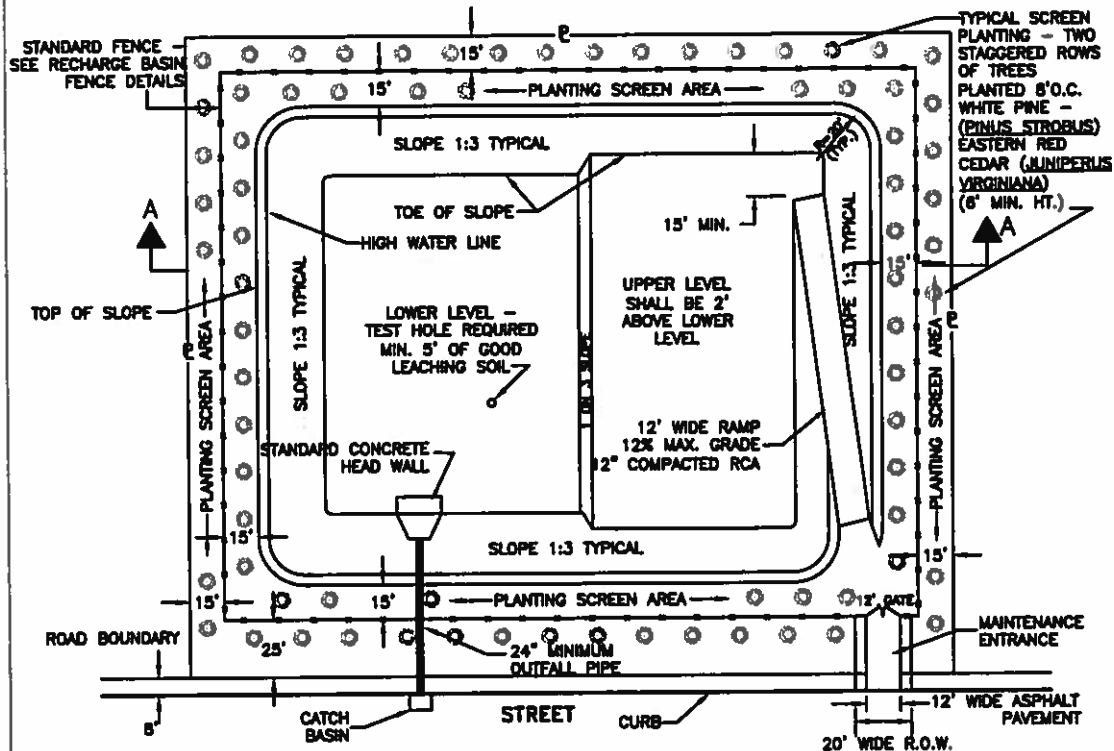 STANDARD FENCE -
SEE RECHARGE BASIN
FENCE DETAILS
15'
15'
TYPICAL SCREEN
PLANTING - TWO
STAGGERED ROWS
OF TREES
PLANTED 8'O.C.
WHITE PINE -
(PINUS STROBUS)
EASTERN RED
CEDAR (JUNIPERUS
VIRGINIANA)
(6' MIN. HT.)
PLANTING SCREEN AREA
SLOPE 1:3 TYPICAL
R=20'
(TYP.)
TOE OF SLOPE
15' MIN.
HIGH WATER LINE
A
A
15'
TOP OF SLOPE
SLOPE 1:3 TYPICAL
SLOPE 1:3 TYPICAL
LOWER LEVEL -
TEST HOLE REQUIRED
MIN. 5' OF GOOD
LEACHING SOIL
UPPER LEVEL
SHALL BE 2'
ABOVE LOWER
LEVEL
1 ON 3 SLOPE
PLANTING SCREEN AREA
PLANTING SCREEN AREA
12' WIDE RAMP
12% MAX. GRADE
12" COMPACTED RCA
STANDARD CONCRETE
HEAD WALL
15'
SLOPE 1:3 TYPICAL
15'
15'
15'
PLANTING SCREEN AREA
12' GATE
ROAD BOUNDARY
25'
24" MINIMUM
OUTFALL PIPE
MAINTENANCE
ENTRANCE
8'
CATCH
BASIN
STREET
CURB
12' WIDE ASPHALT
PAVEMENT
20' WIDE R.O.W.